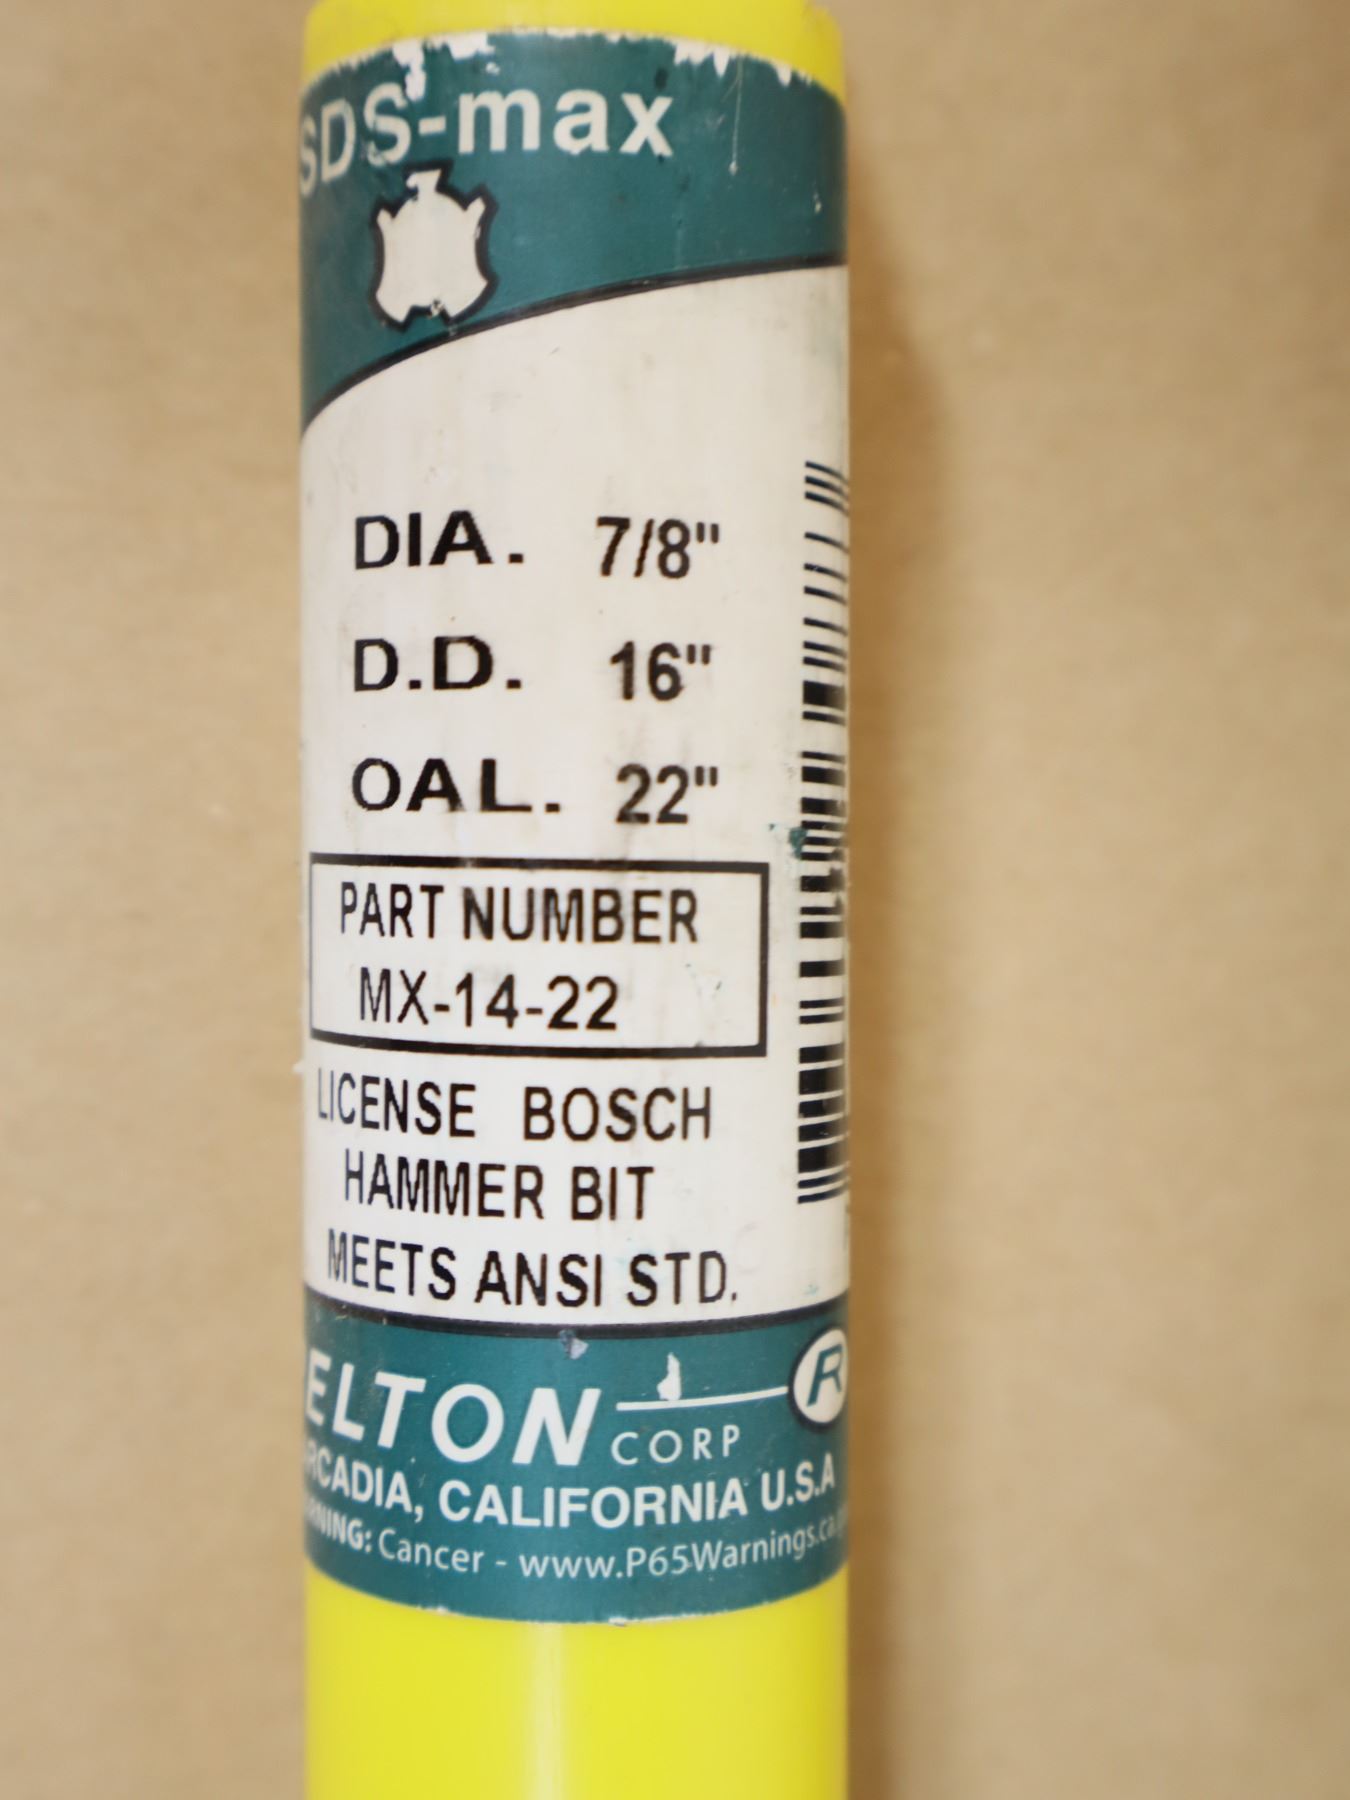 SDS-max
DIA. 7/8"
D.D. 16"
OAL. 22"
PART NUMBER
MX-14-22
LICENSE BOSCH
HAMMER BIT
MEETS ANSI STD.
ELTON CORP ®
ARCADIA, CALIFORNIA U.S.A
RNING: Cancer - www.P65Warnings.ca